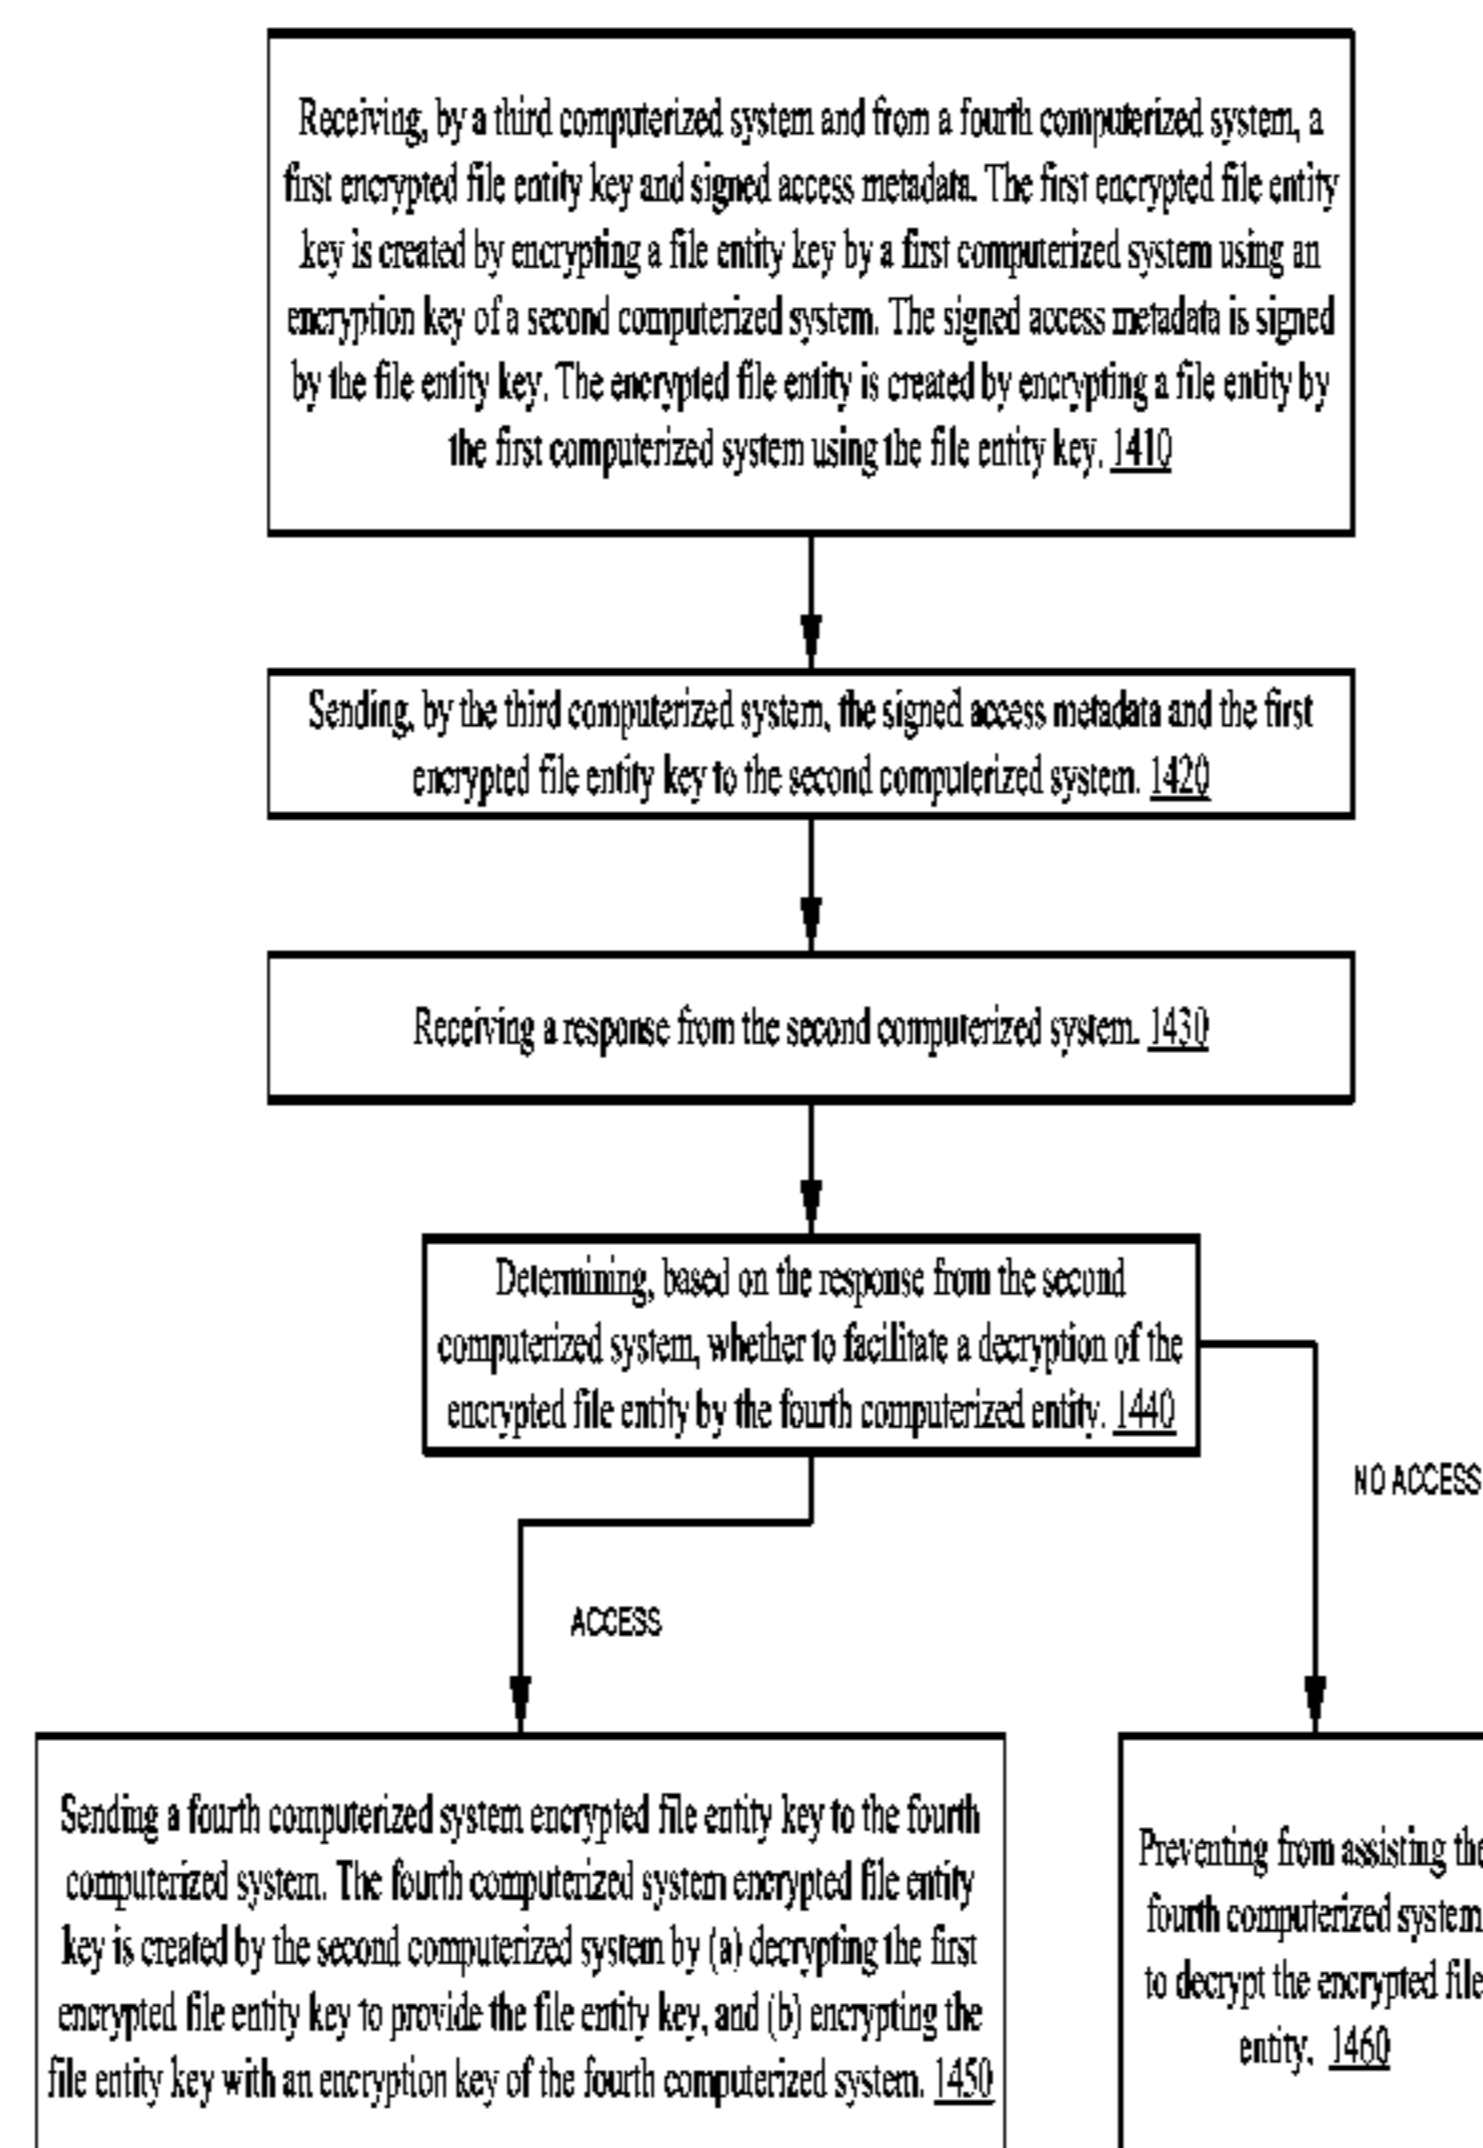 Receiving, by a third computerized system and from a fourth computerized system, a
first encrypted file entity key and signed access metadata. The first encrypted file entity
key is created by encrypting a file entity key by a first computerized system using an
encryption key of a second computerized system. The signed access metadata is signed
by the file entity key. The encrypted file entity is created by encrypting a file entity by
the first computerized system using the file entity key. 1410
Sending, by the third computerized system, the signed access metadata and the first
encrypted file entity key to the second computerized system. 1420
Receiving a response from the second computerized system. 1430
Determining, based on the response from the second
computerized system, whether to facilitate a decryption of the
encrypted file entity by the fourth computerized entity. 1440
NO ACCESS
ACCESS
Sending a fourth computerized system encrypted file entity key to the fourth
computerized system. The fourth computerized system encrypted file entity
key is created by the second computerized system by (a) decrypting the first
encrypted file entity key to provide the file entity key, and (b) encrypting the
file entity key with an encryption key of the fourth computerized system. 1450
Preventing from assisting the
fourth computerized system
to decrypt the encrypted file
entity. 1460